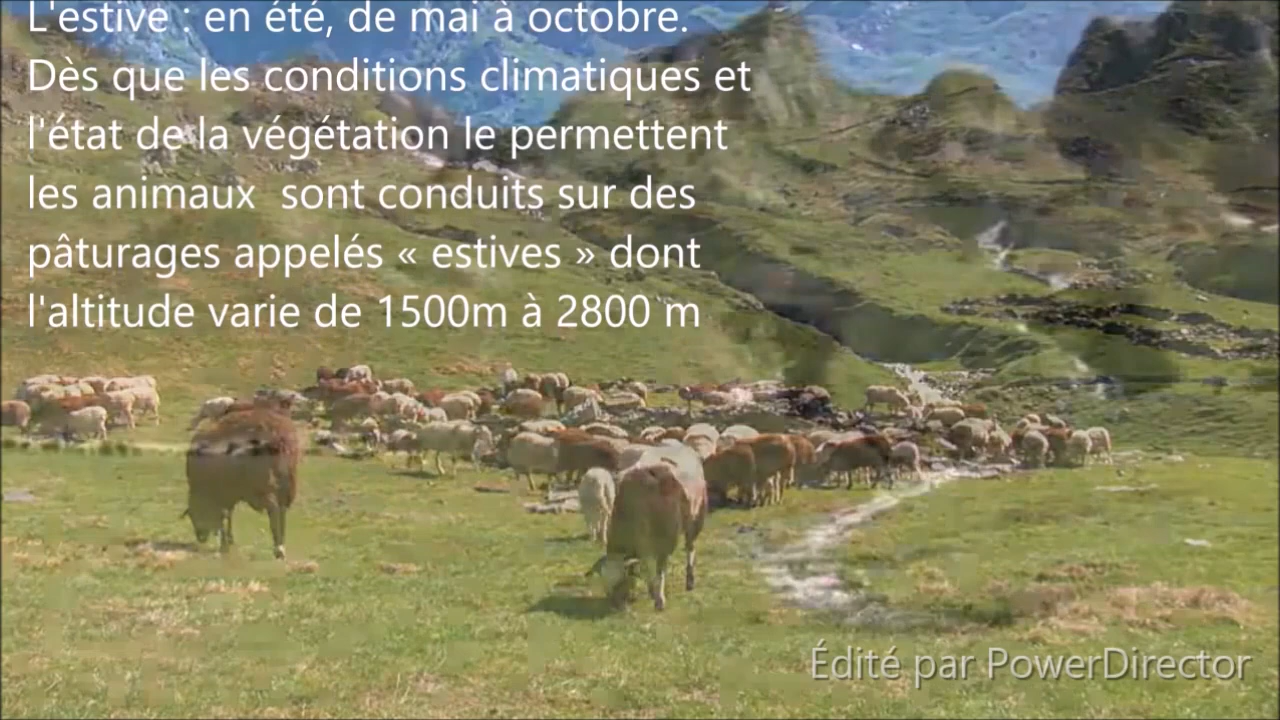 L'estive : en été, de mai à octobre.
Dès que les conditions climatiques et
l'état de la végétation le permettent
les animaux  sont conduits sur des
pâturages appelés « estives » dont
l'altitude varie de 1500m à 2800 m
Édité par PowerDirector